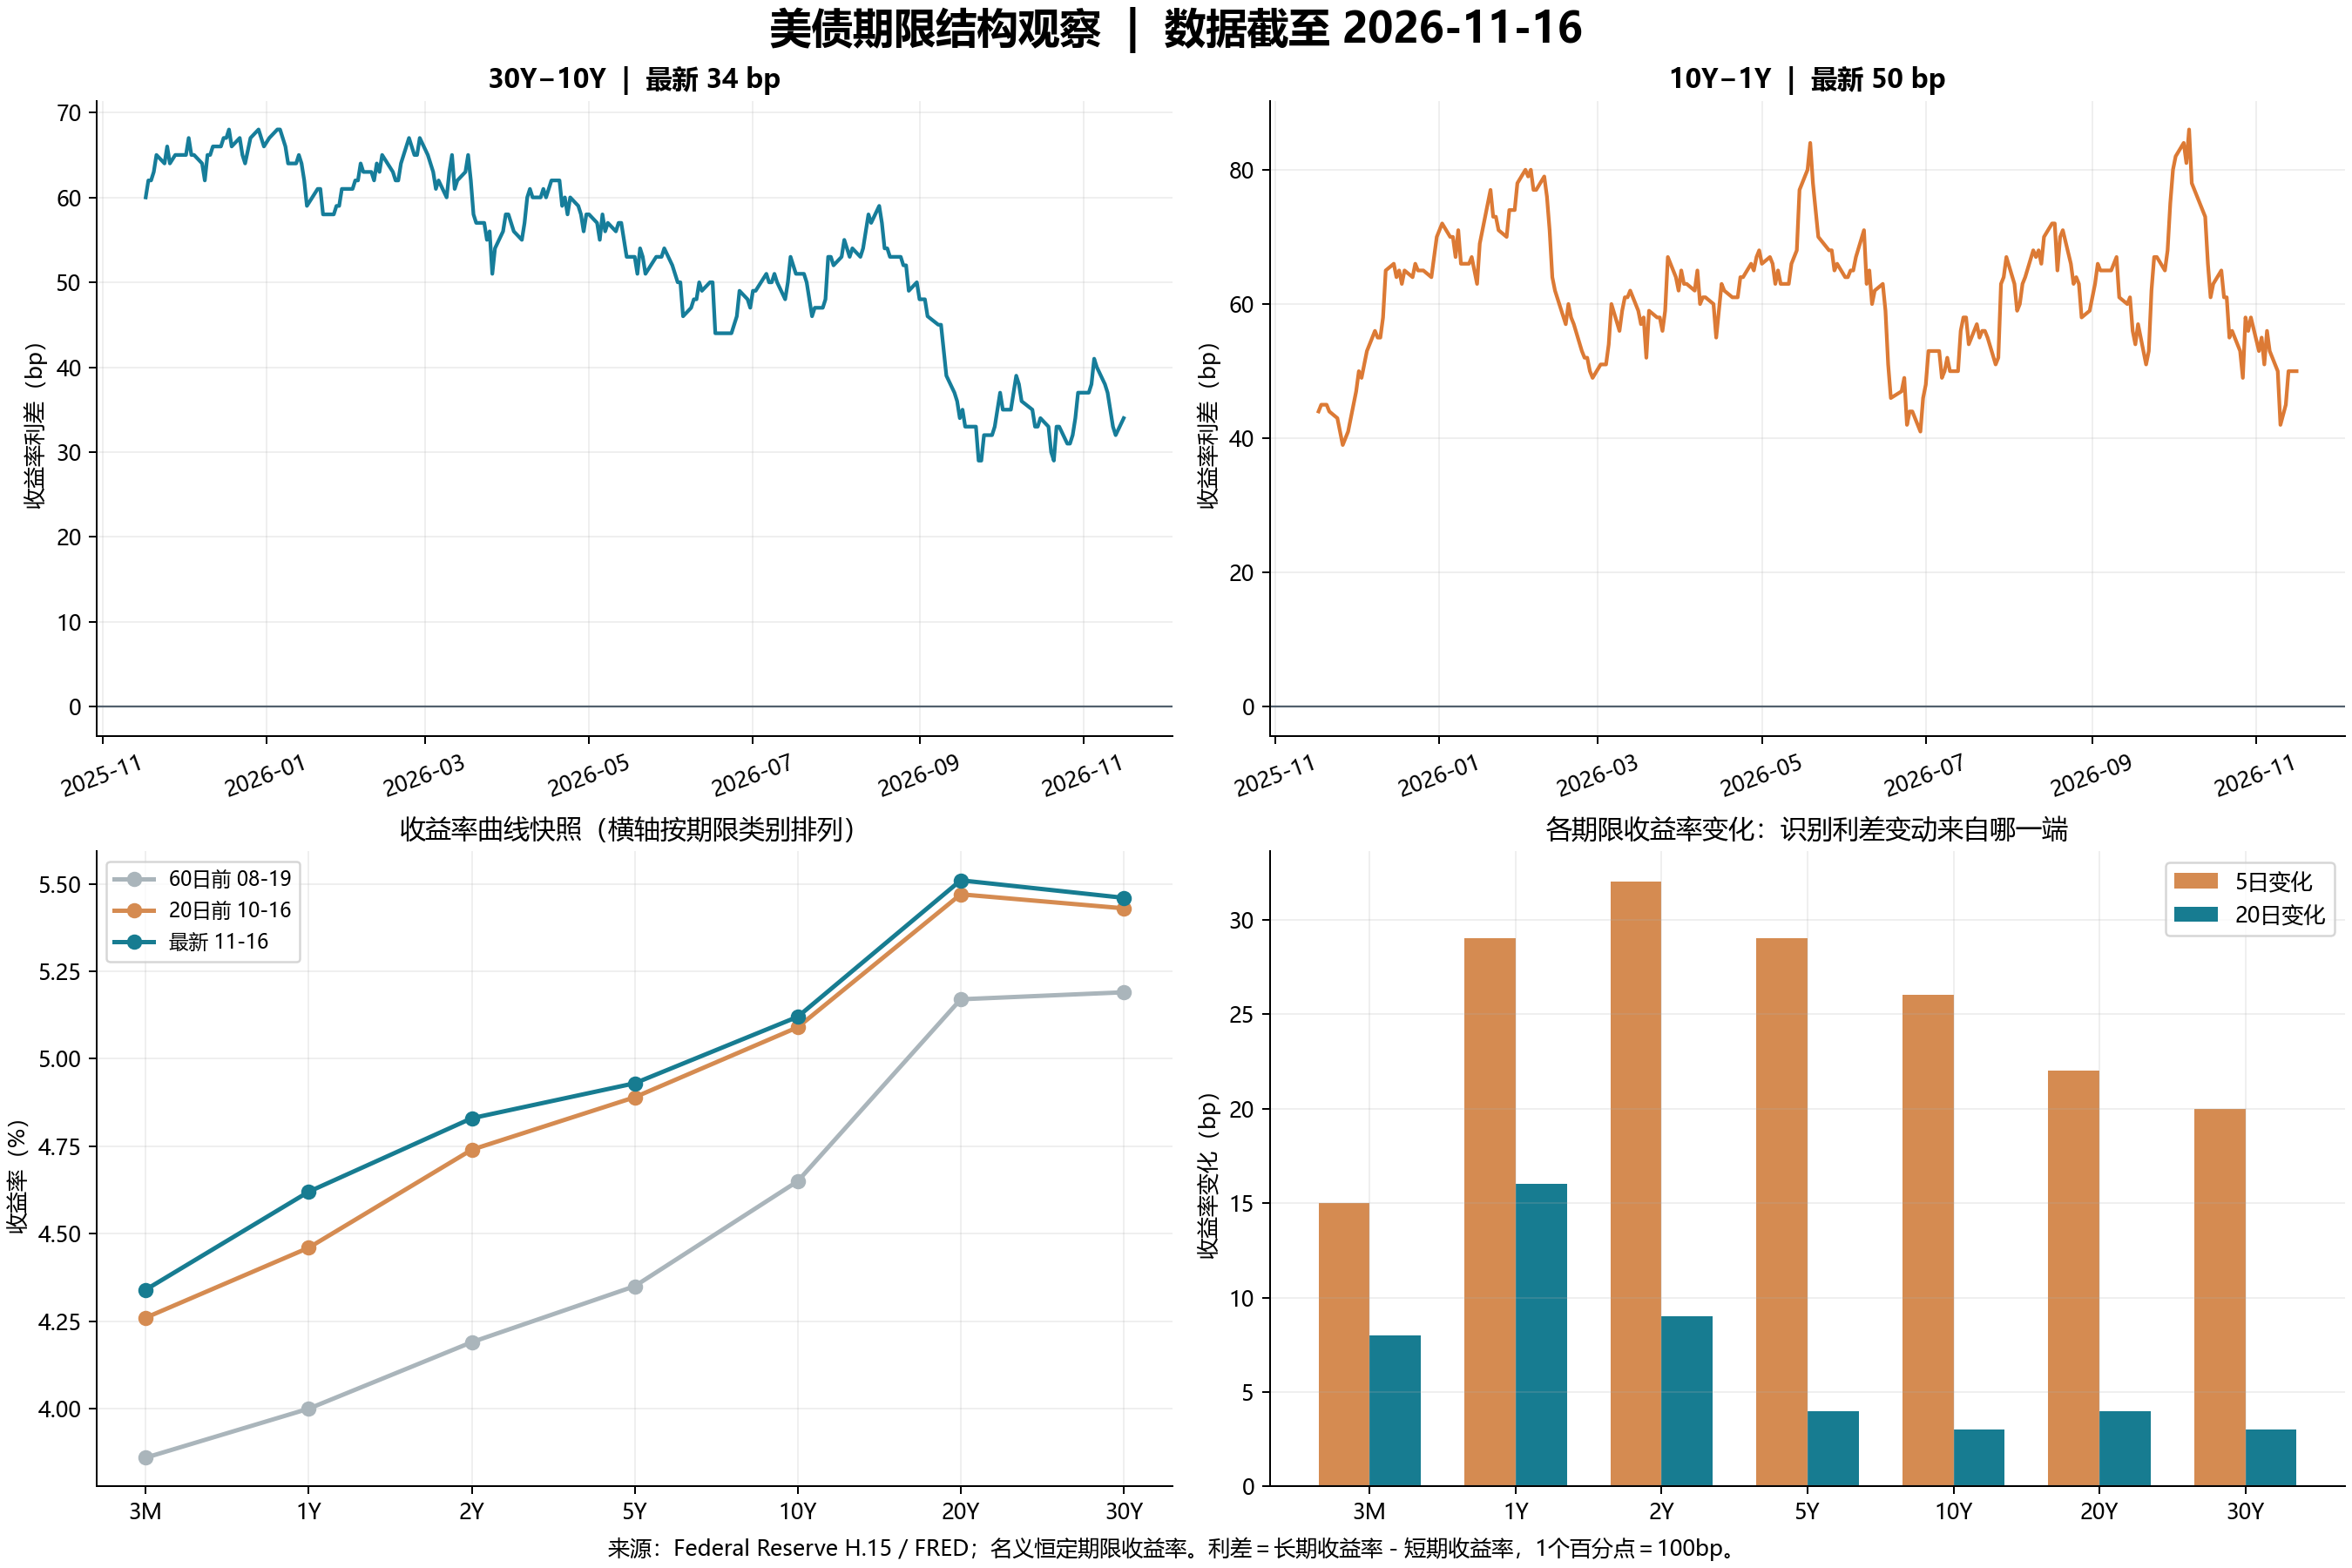 美债期限结构观察 ｜ 数据截至 2026-11-16
30Y−10Y ｜ 最新 34 bp
收益率利差（bp）
70
60
50
40
30
20
10
0
2025-11
2026-01
2026-03
2026-05
2026-07
2026-09
2026-11
10Y−1Y ｜ 最新 50 bp
收益率利差（bp）
80
60
40
20
0
2025-11
2026-01
2026-03
2026-05
2026-07
2026-09
2026-11
收益率曲线快照（横轴按期限类别排列）
60日前 08-19
20日前 10-16
最新 11-16
收益率（%）
5.50
5.25
5.00
4.75
4.50
4.25
4.00
3M
1Y
2Y
5Y
10Y
20Y
30Y
各期限收益率变化：识别利差变动来自哪一端
5日变化
20日变化
收益率变化（bp）
30
25
20
15
10
5
0
3M
1Y
2Y
5Y
10Y
20Y
30Y
来源：Federal Reserve H.15 / FRED；名义恒定期限收益率。利差＝长期收益率 - 短期收益率，1个百分点＝100bp。